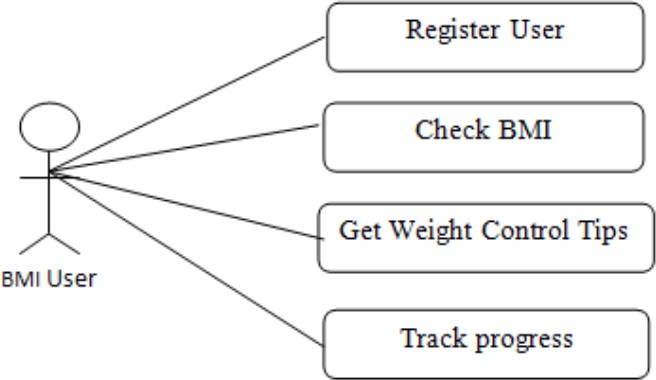 Register User
Check BMI
Get Weight Control Tips
BMI User
Track progress